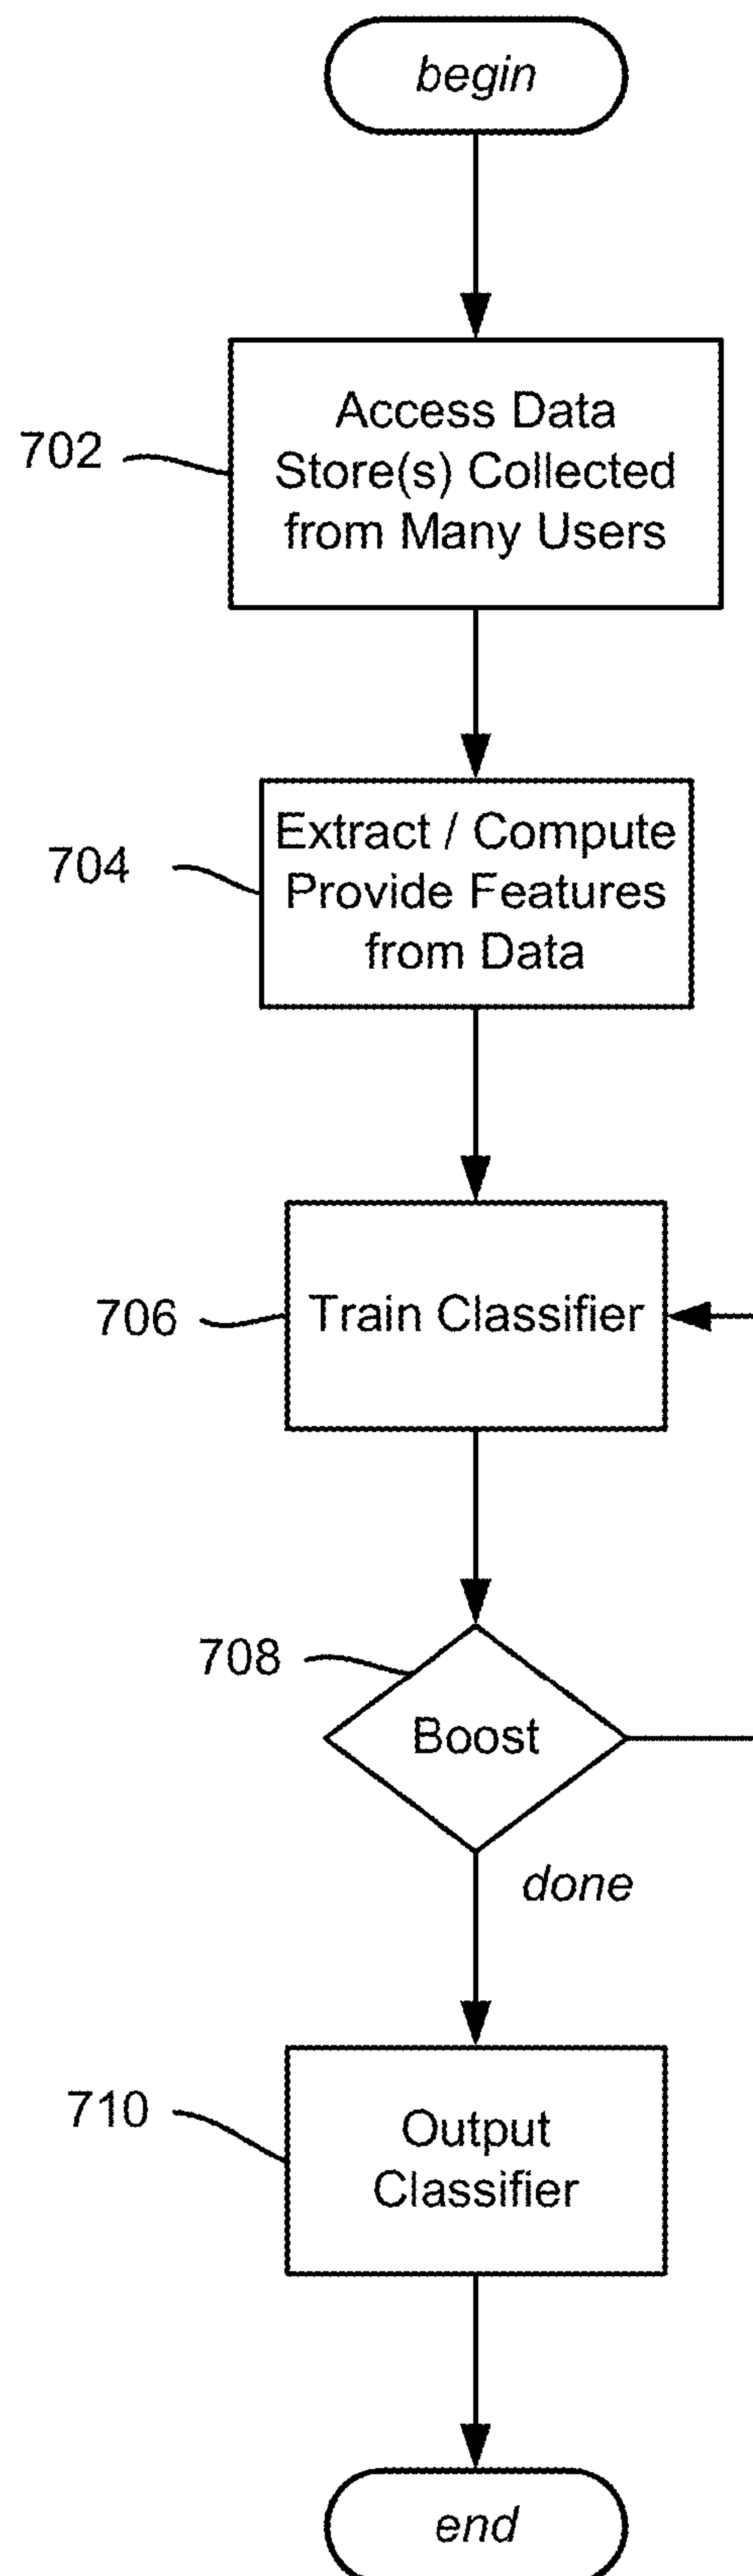 begin
702
Access Data
Store(s) Collected
from Many Users
704
Extract / Compute
Provide Features
from Data
706
Train Classifier
708
Boost
done
710
Output
Classifier
end